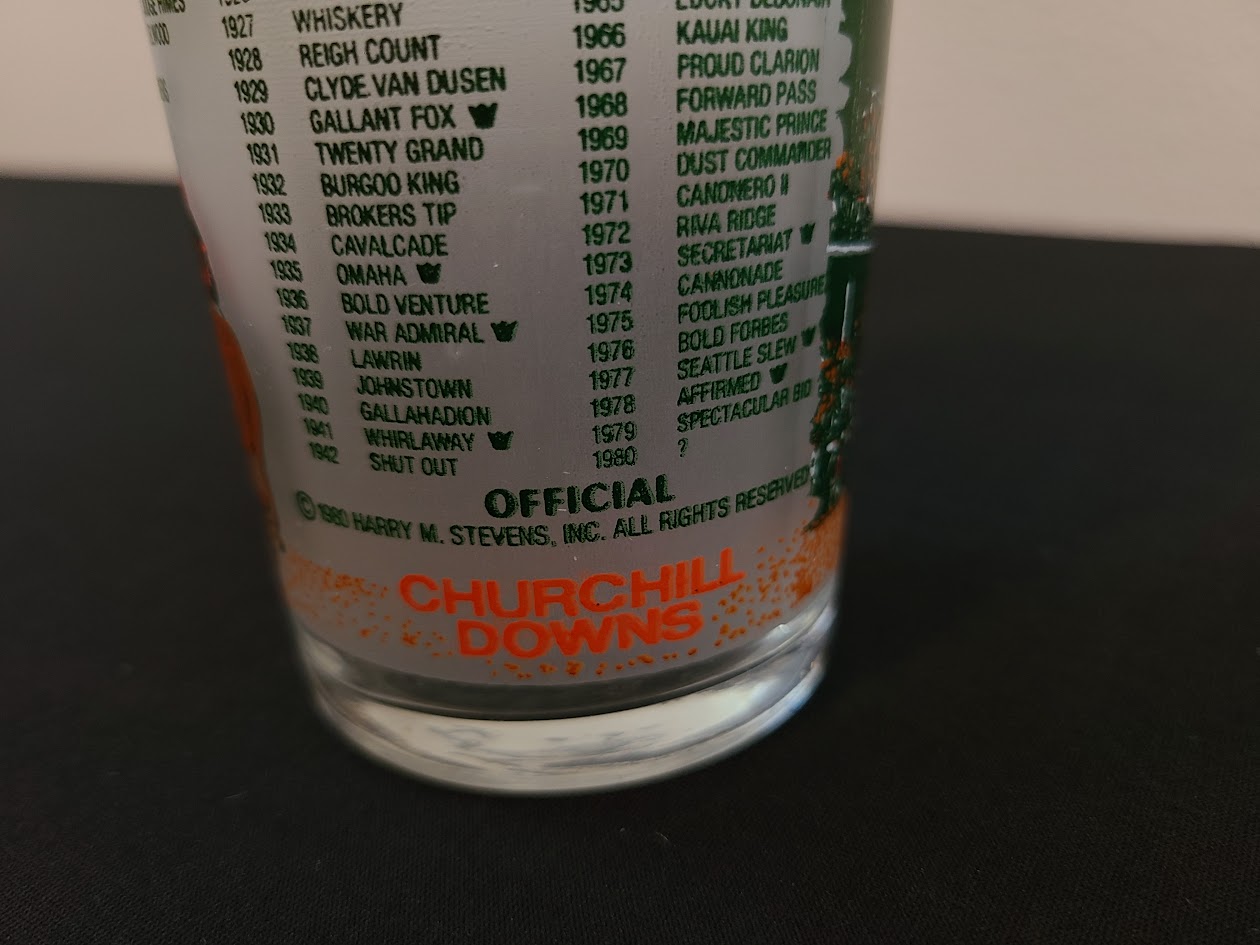 1927 WHISKERY
1928 REIGH COUNT
1929 CLYDE VAN DUSEN
1930 GALLANT FOX
1931 TWENTY GRAND
1932 BURGOO KING
1933 BROKERS TIP
1934 CAVALCADE
1935 OMAHA
1936 BOLD VENTURE
1937 WAR ADMIRAL
1938 LAWRIN
1939 JOHNSTOWN
1940 GALLAHADION
1941 WHIRLAWAY
1942 SHUT OUT
1965 LUCKY DEBONAIR
1966 KAUAI KING
1967 PROUD CLARION
1968 FORWARD PASS
1969 MAJESTIC PRINCE
1970 DUST COMMANDER
1971 CANONERO II
1972 RIVA RIDGE
1973 SECRETARIAT
1974 CANNONADE
1975 FOOLISH PLEASURE
1976 BOLD FORBES
1977 SEATTLE SLEW
1978 AFFIRMED
1979 SPECTACULAR BID
1980 ?
OFFICIAL
© 1980 HARRY M. STEVENS, INC. ALL RIGHTS RESERVED
CHURCHILL
DOWNS